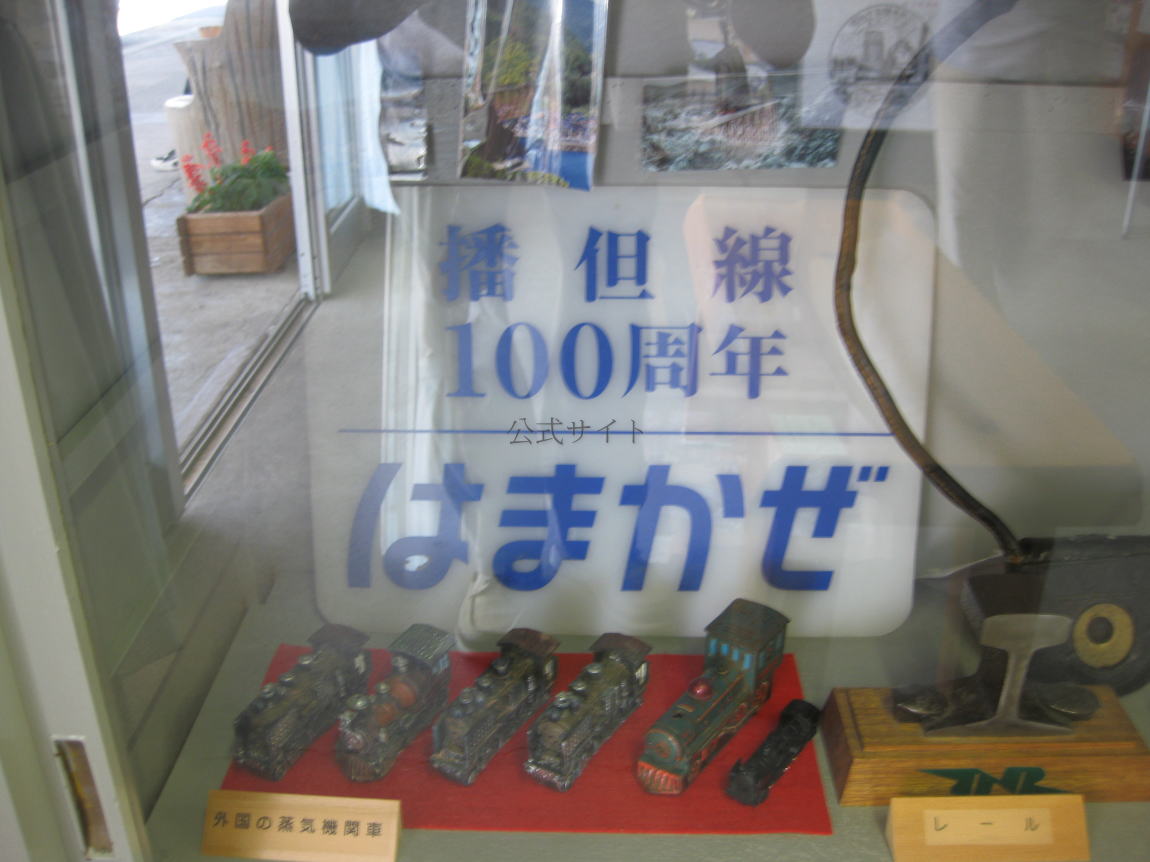 播但線
100周年
公式サイト
はまかぜ
外国の蒸気機関車
レール
JNR